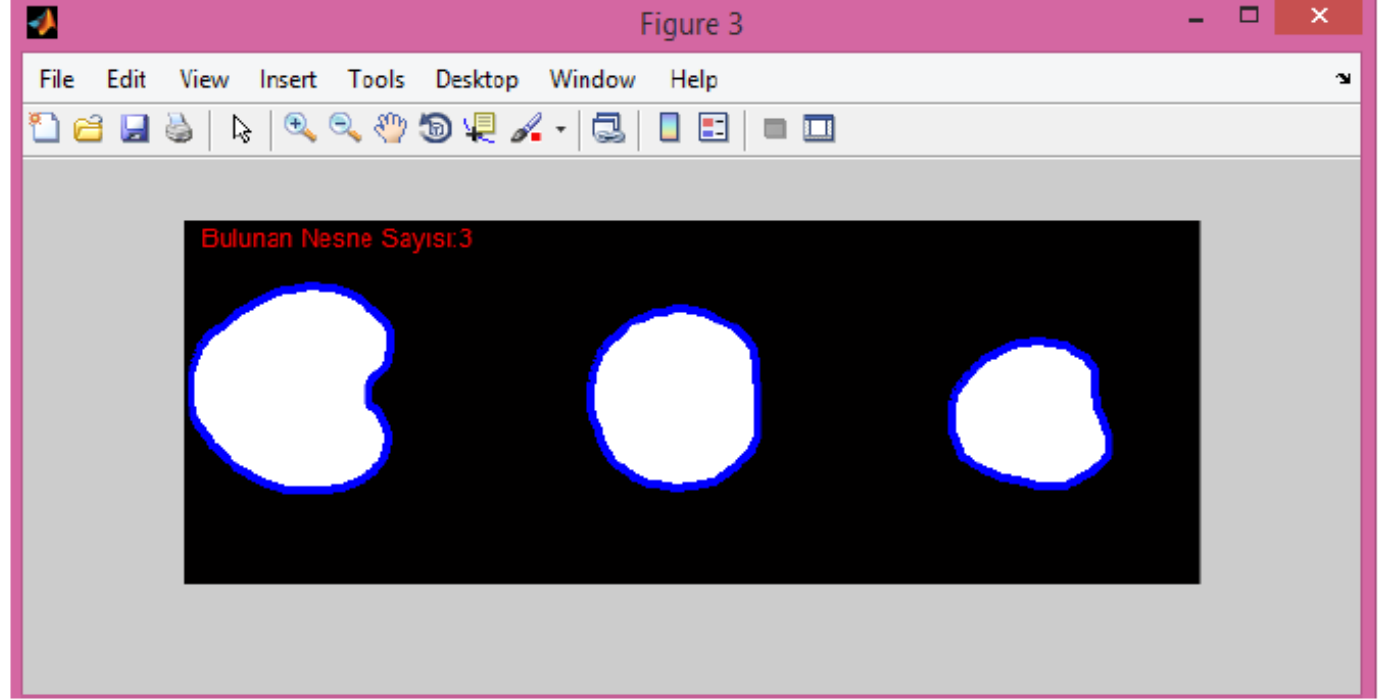 Figure 3
File Edit View Insert Tools Desktop Window Help
Bulunan Nesne Sayısı:3